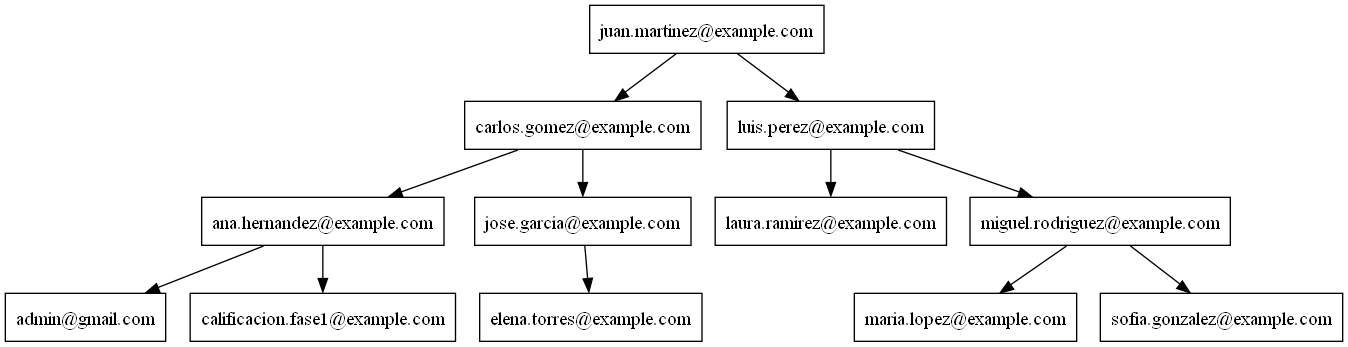 juan.martinez@example.com
carlos.gomez@example.com
luis.perez@example.com
ana.hernandez@example.com
jose.garcia@example.com
laura.ramirez@example.com
miguel.rodriguez@example.com
admin@gmail.com
calificacion.fase1@example.com
elena.torres@example.com
maria.lopez@example.com
sofia.gonzalez@example.com